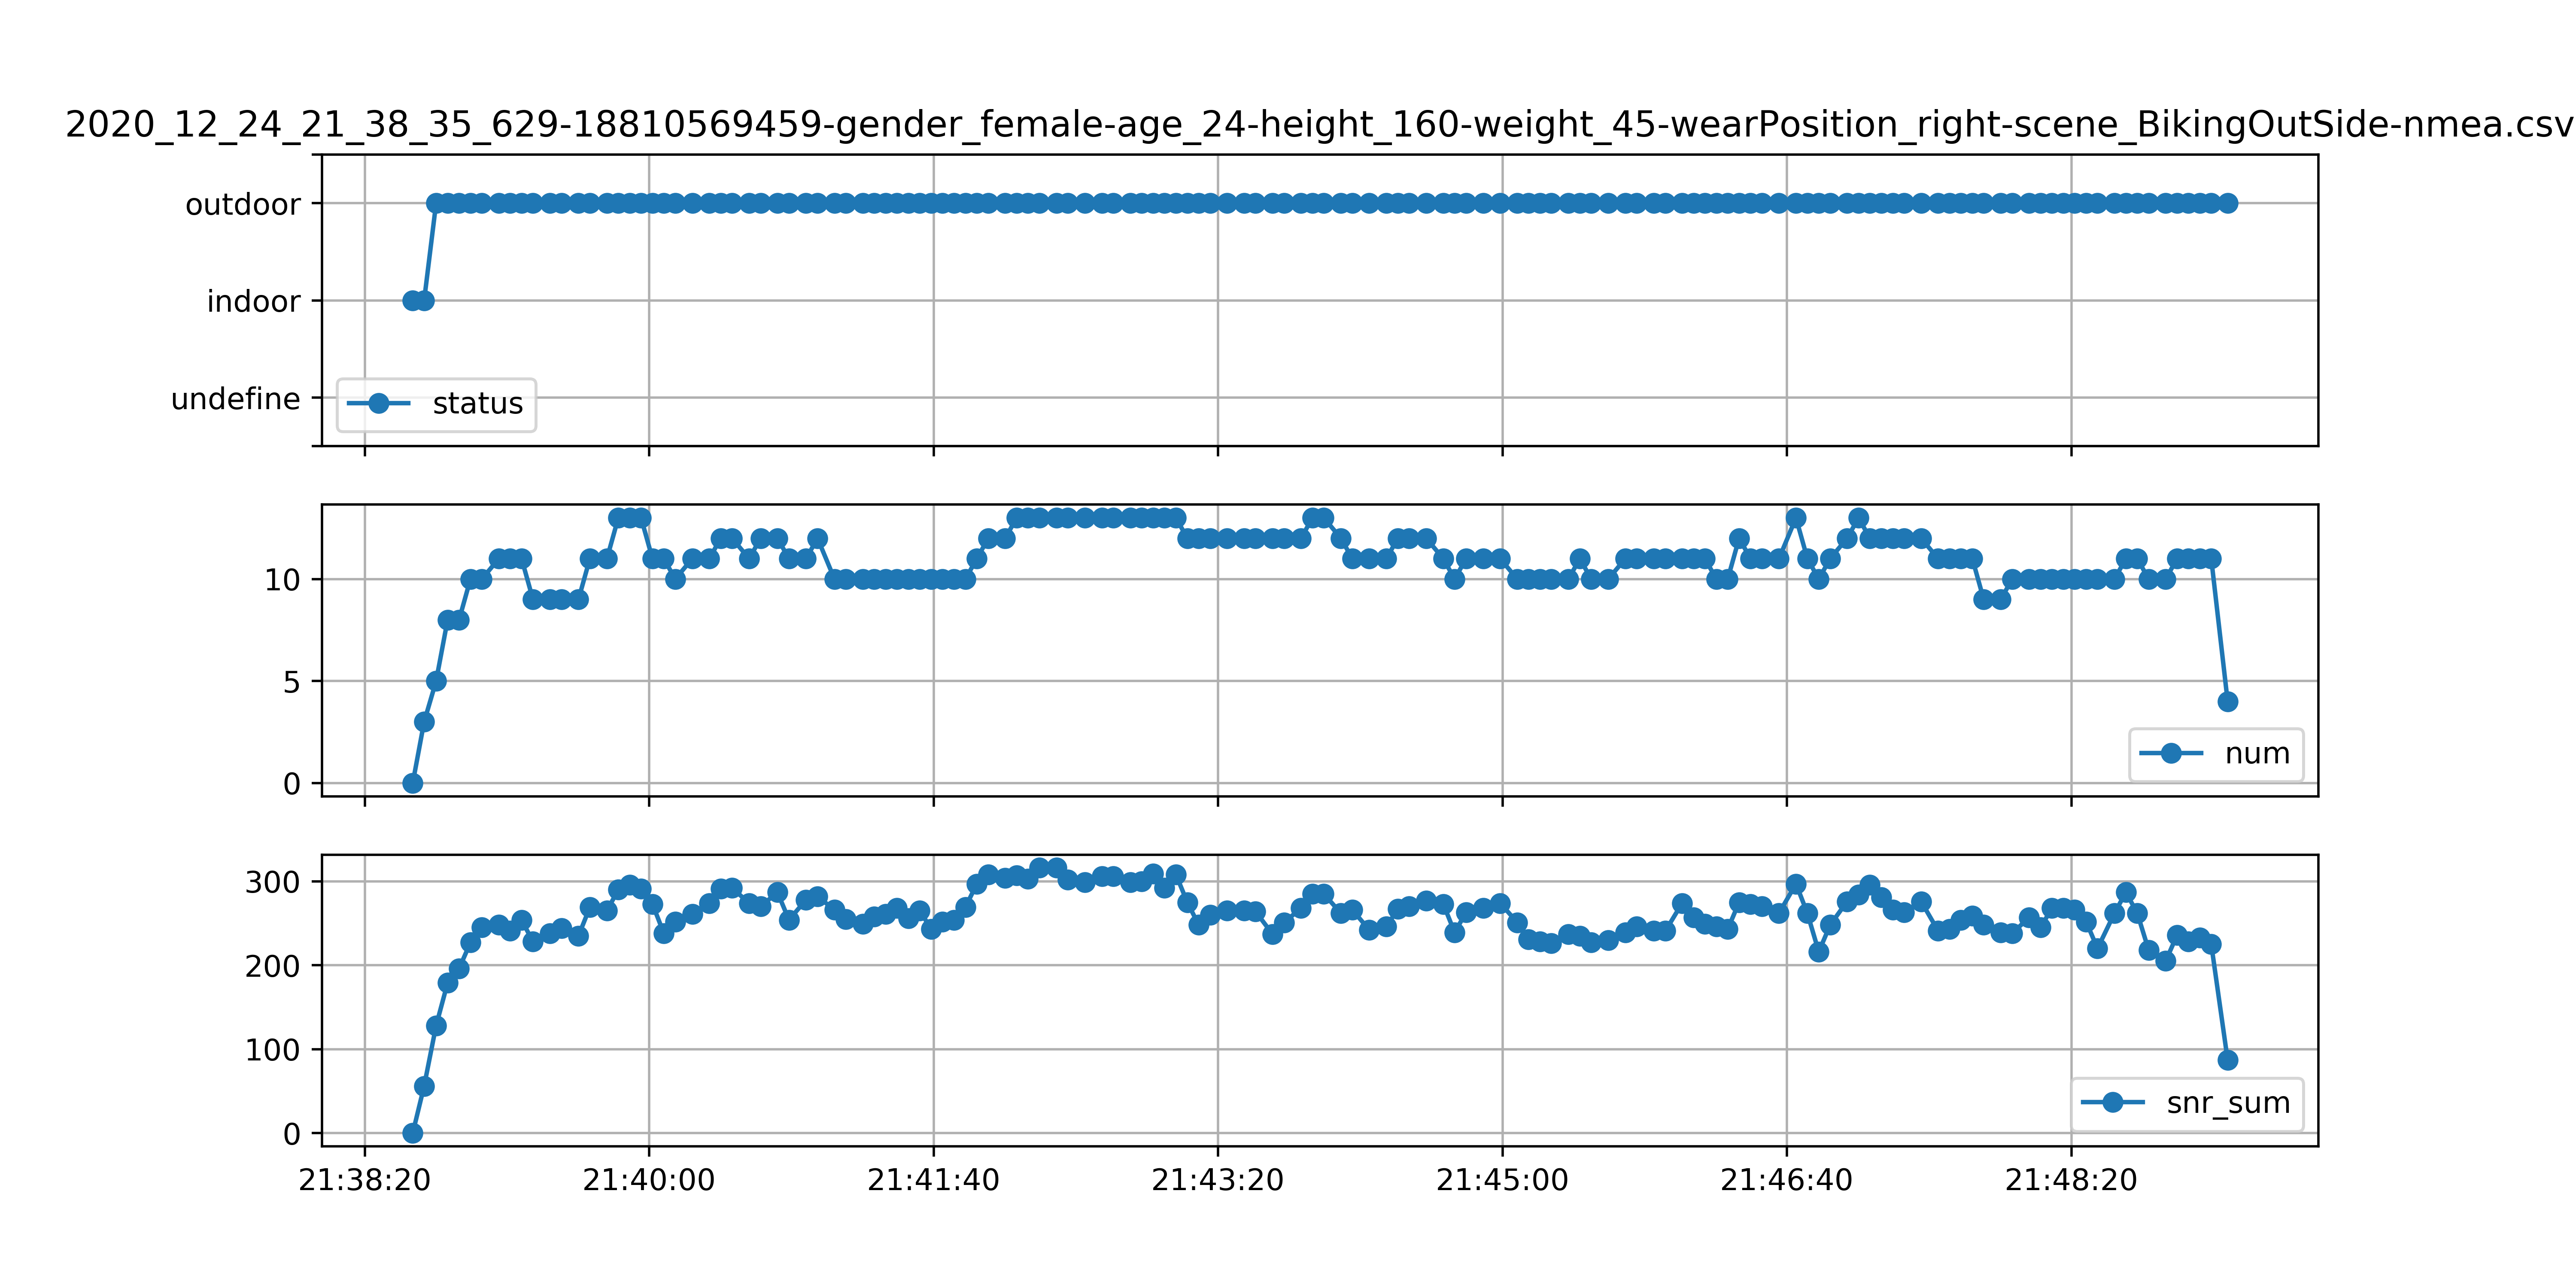 2020_12_24_21_38_35_629-18810569459-gender_female-age_24-height_160-weight_45-wearPosition_right-scene_BikingOutSide-nmea.csv
outdoor
indoor
undefine
status
10
5
0
num
300
200
100
0
snr_sum
21:38:20 21:40:00 21:41:40 21:43:20 21:45:00 21:46:40 21:48:20